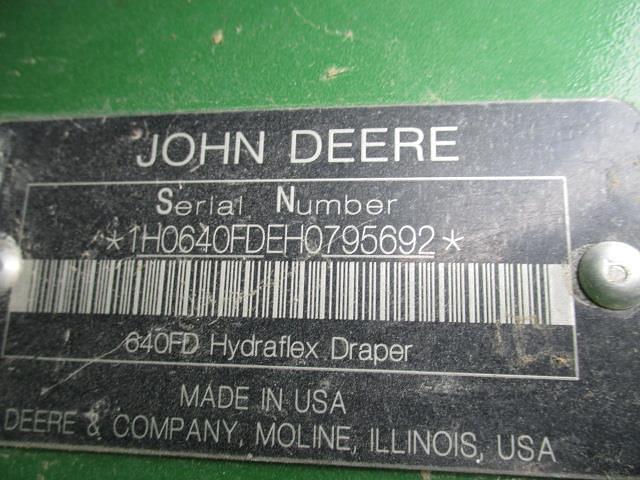 JOHN DEERE
Serial Number
*1H0640FDEH0795692*
640FD Hydraflex Draper
MADE IN USA
DEERE & COMPANY, MOLINE, ILLINOIS, USA